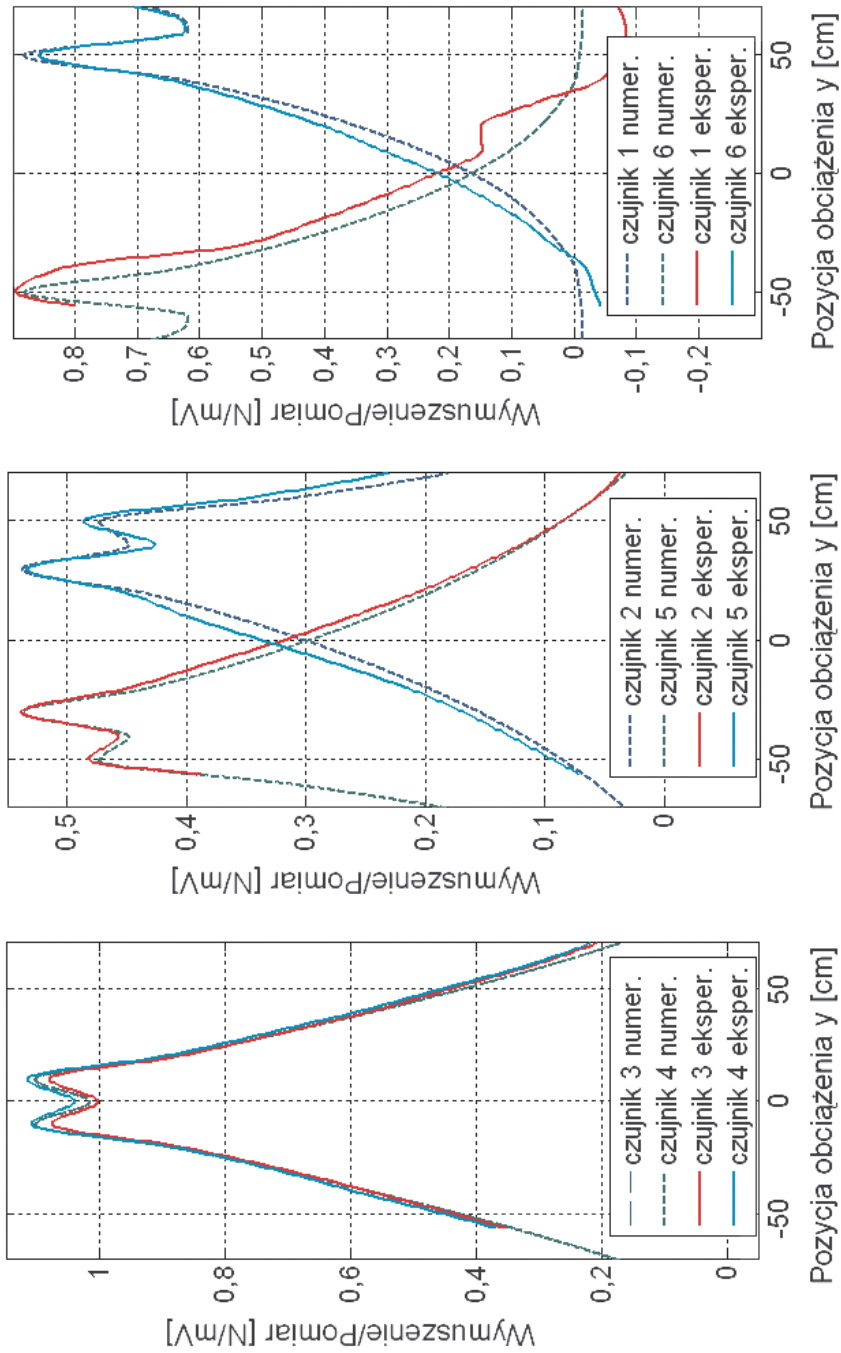 Wymuszenie/Pomiar [N/mV]
1
0,8
0,6
0,4
0,2
0
czujnik 3 numer.
czujnik 4 numer.
czujnik 3 eksper.
czujnik 4 eksper.
-50 0 50
Pozycja obciążenia y [cm]
Wymuszenie/Pomiar [N/mV]
0,5
0,4
0,3
0,2
0,1
0
czujnik 2 numer.
czujnik 5 numer.
czujnik 2 eksper.
czujnik 5 eksper.
-50 0 50
Pozycja obciążenia y [cm]
Wymuszenie/Pomiar [N/mV]
0,8
0,7
0,6
0,5
0,4
0,3
0,2
0,1
0
-0,1
-0,2
czujnik 1 numer.
czujnik 6 numer.
czujnik 1 eksper.
czujnik 6 eksper.
-50 0 50
Pozycja obciążenia y [cm]